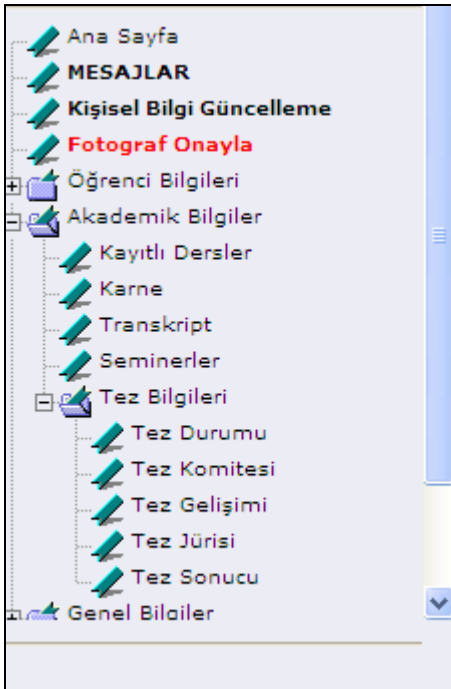 Ana Sayfa
MESAJLAR
Kişisel Bilgi Güncelleme
Fotograf Onayla
Öğrenci Bilgileri
Akademik Bilgiler
Kayıtlı Dersler
Karne
Transkript
Seminerler
Tez Bilgileri
Tez Durumu
Tez Komitesi
Tez Gelişimi
Tez Jürisi
Tez Sonucu
Genel Bilgiler